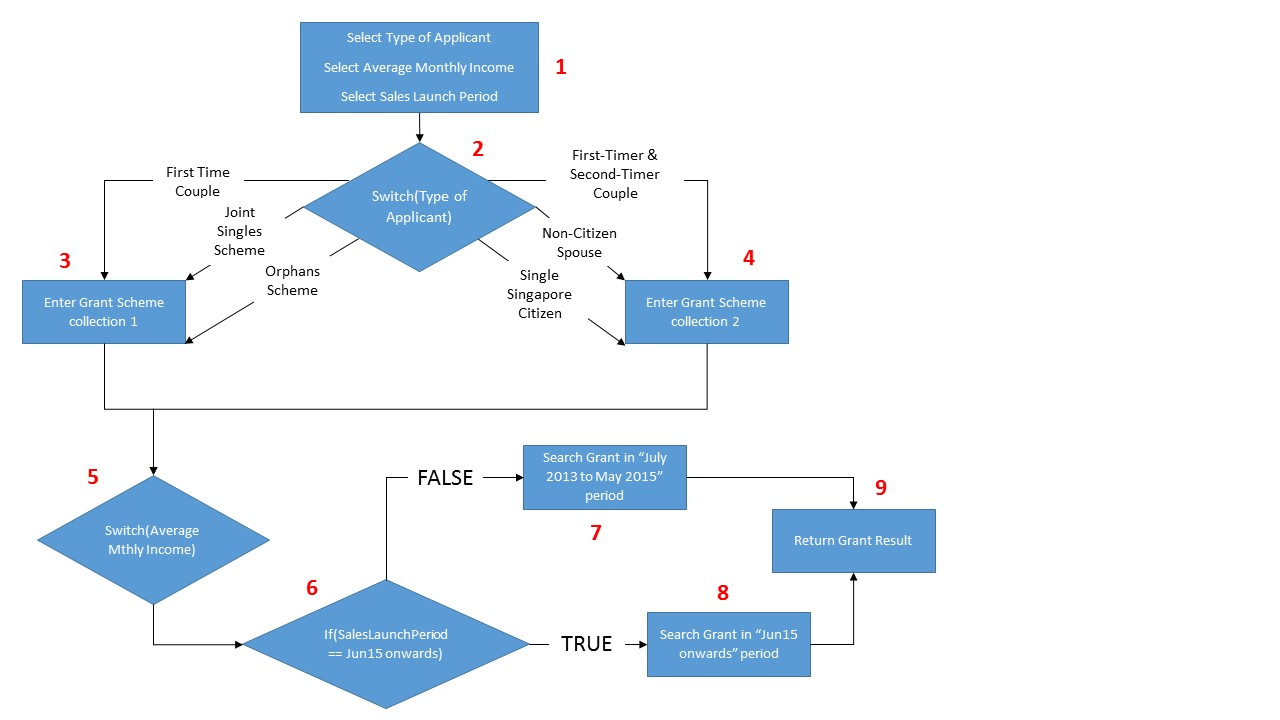 Select Type of Applicant
Select Average Monthly Income
Select Sales Launch Period
1
2
Switch(Type of
Applicant)
First Time
Couple
Joint
Singles
Scheme
Orphans
Scheme
First-Timer &
Second-Timer
Couple
Non-Citizen
Spouse
Single
Singapore
Citizen
3
Enter Grant Scheme
collection 1
4
Enter Grant Scheme
collection 2
5
Switch(Average
Mthly Income)
6
If(SalesLaunchPeriod
== Jun15 onwards)
FALSE
Search Grant in “July
2013 to May 2015”
period
7
TRUE
8
Search Grant in “Jun15
onwards” period
9
Return Grant Result